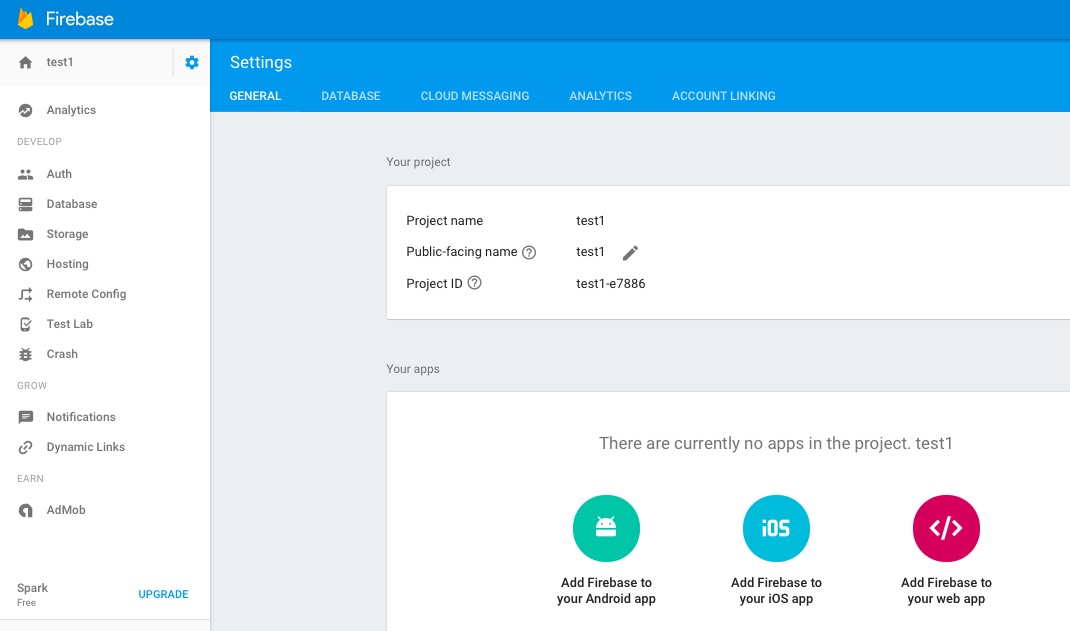 Firebase
test1
Analytics
DEVELOP
Auth
Database
Storage
Hosting
Remote Config
Test Lab
Crash
GROW
Notifications
Dynamic Links
EARN
AdMob
Spark
Free
UPGRADE
Settings
GENERAL DATABASE CLOUD MESSAGING ANALYTICS ACCOUNT LINKING
Your project
Project name test1
Public-facing name ? test1
Project ID ? test1-e7886
Your apps
There are currently no apps in the project. test1
iOS
</>
Add Firebase to
your Android app
Add Firebase to
your iOS app
Add Firebase to
your web app